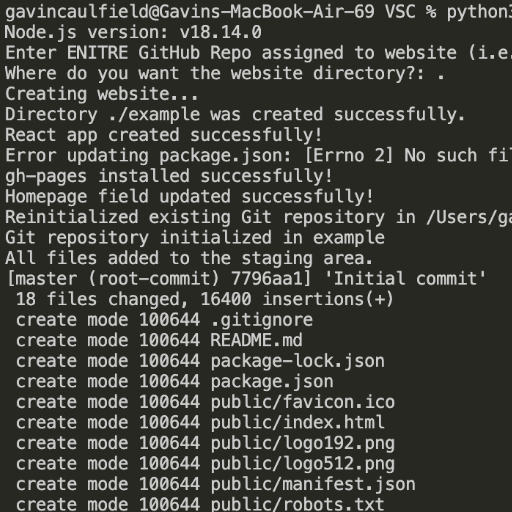 gavincaulfield@Gavins-MacBook-Air-69 VSC % python3
Node.js version: v18.14.0
Enter ENITRE GitHub Repo assigned to website (i.e.
Where do you want the website directory?: .
Creating website...
Directory ./example was created successfully.
React app created successfully!
Error updating package.json: [Errno 2] No such fil
gh-pages installed successfully!
Homepage field updated successfully!
Reinitialized existing Git repository in /Users/ga
Git repository initialized in example
All files added to the staging area.
[master (root-commit) 7796aa1] 'Initial commit'
18 files changed, 16400 insertions(+)
create mode 100644 .gitignore
create mode 100644 README.md
create mode 100644 package-lock.json
create mode 100644 package.json
create mode 100644 public/favicon.ico
create mode 100644 public/index.html
create mode 100644 public/logo192.png
create mode 100644 public/logo512.png
create mode 100644 public/manifest.json
create mode 100644 public/robots.txt